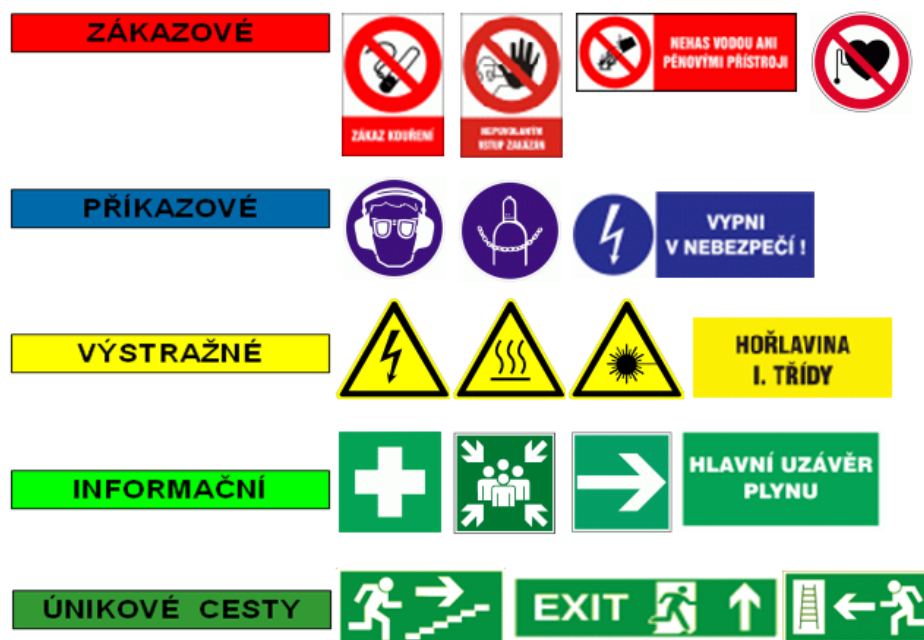 ZÁKAZOVÉ
ZÁKAZ KOUŘENÍ
NEPOVOLANÝM
VSTUP ZAKÁZÁN
NEHAS VODOU ANI
PĚNOVÝMI PŘÍSTROJI
PŘÍKAZOVÉ
VYPNI
V NEBEZPEČÍ !
VÝSTRAŽNÉ
HOŘLAVINA
I. TŘÍDY
INFORMAČNÍ
HLAVNÍ UZÁVĚR
PLYNU
ÚNIKOVÉ CESTY
EXIT